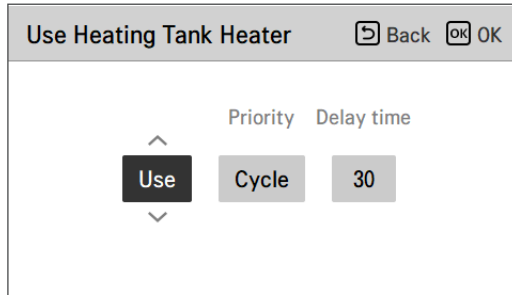 Use Heating Tank Heater Back OK OK
Priority Delay time
Use Cycle 30